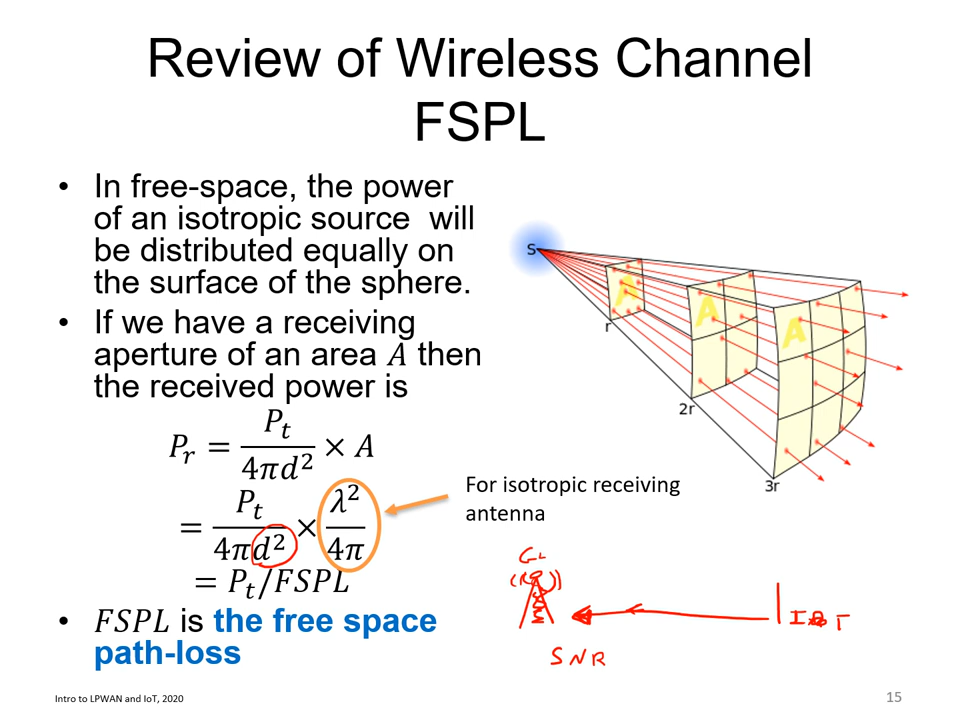 Review of Wireless Channel
FSPL
• In free-space, the power
of an isotropic source will
be distributed equally on
the surface of the sphere.
• If we have a receiving
aperture of an area A then
the received power is
P_r = P_t / 4πd² × A
= P_t / 4πd² × λ² / 4π
= P_t/FSPL
• FSPL is the free space
path-loss
S
A
A
A
r
2r
3r
For isotropic receiving
antenna
SNR
Intro to LPWAN and IoT, 2020
15